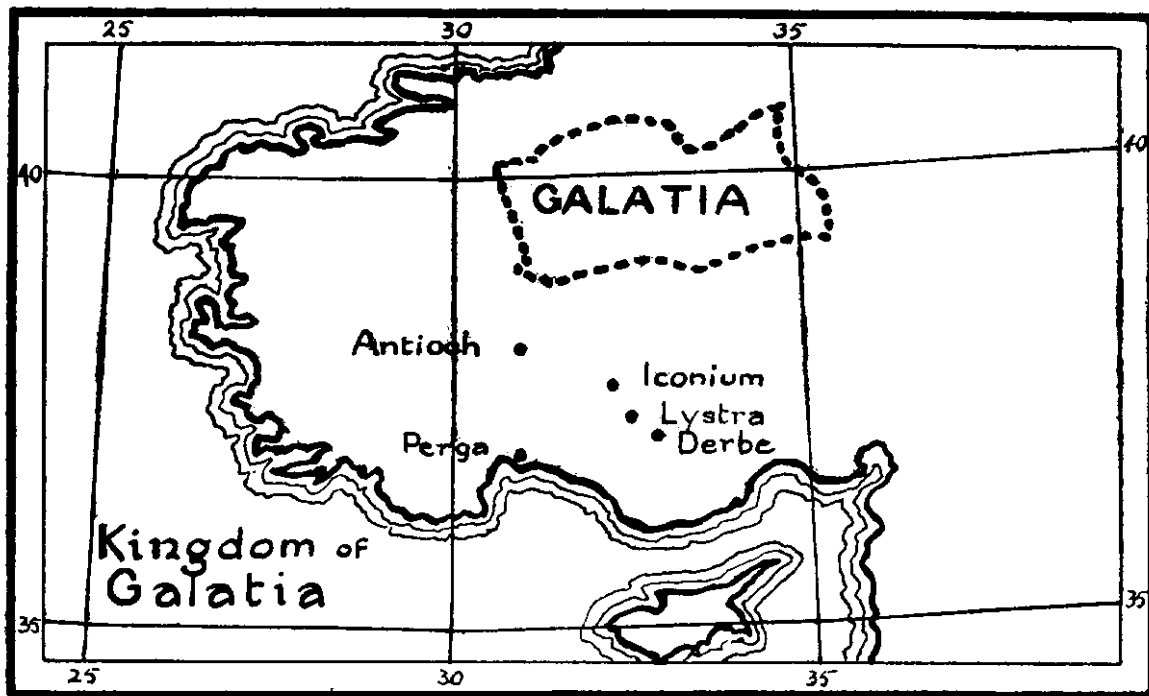 25 30 35
40 40
GALATIA
Antioch
Iconium
Lystra
Perga
Derbe
Kingdom of
Galatia
35 35
25 30 35